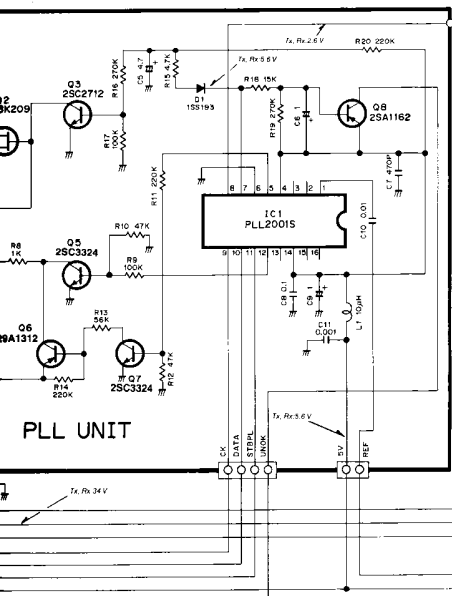 Tx, Rx:2.6 V
R20 220K
Tx, Rx:5.5V
Q3
2SC2712
R16 270K
C5 4.7
R15 4.7K
D1
1SS193
R18 15K
R19 270K
C6 1
Q8
2SA1162
K209
R17
100K
R11 220K
C7 470P
8 7 6 5 4 3 2 1
IC1
PLL2001S
9 10 11 12 13 14 15 16
C10 0.01
R8
1K
Q5
2SC3324
R10 47K
R9
100K
C8 0.1
C9 1
L1 10μH
C11
0.001
Q6
29A1312
R13
56K
Q7
2SC3324
R12 47K
R14
220K
PLL UNIT
Tx, Rx:5.6 V
CK
DATA
STBPL
UNOK
5V
REF
Tx, Rx 34 V